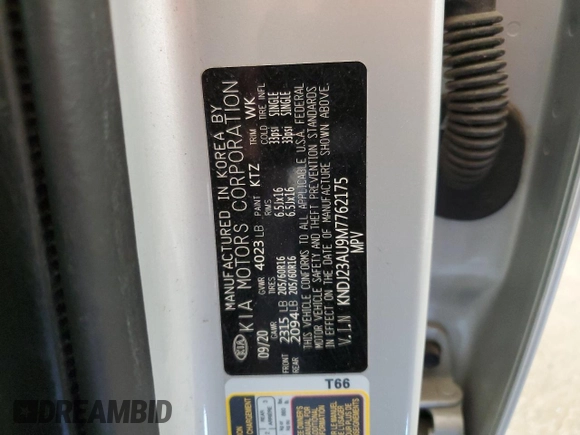 MANUFACTURED IN KOREA BY
KIA KIA MOTORS CORPORATION
09/20 GVWR 4023 LB PAINT KTZ TRIM WK
GAWR TIRES RIMS COLD TIRE INFL
FRONT 2315 LB 205/60R16 6.5Jx16 33psi SINGLE
REAR 2094 LB 205/60R16 6.5Jx16 33psi SINGLE
THIS VEHICLE CONFORMS TO ALL APPLICABLE U.S.A. FEDERAL
MOTOR VEHICLE SAFETY AND THEFT PREVENTION STANDARDS
IN EFFECT ON THE DATE OF MANUFACTURE SHOWN ABOVE.
V.I.N KNDJ23AU9M7762175
MPV
T66
REAR
ARRIÈRE
DREAMBID